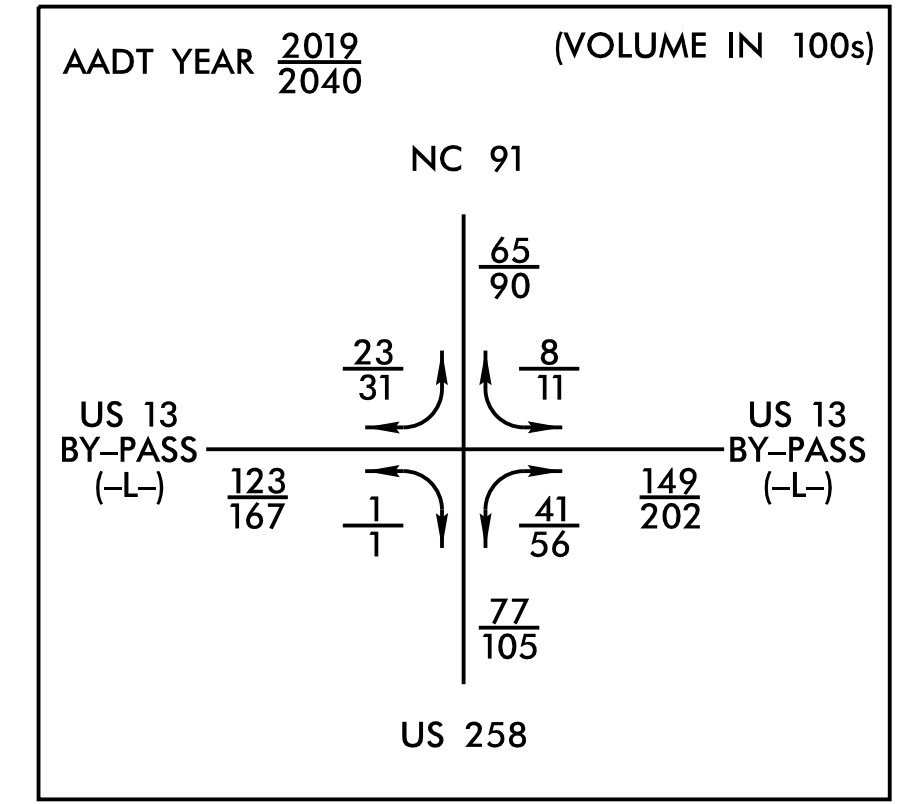 AADT YEAR 2019
2040
(VOLUME IN 100s)
NC 91
65
90
23
31
8
11
US 13
BY–PASS
(–L–)
US 13
BY–PASS
(–L–)
123
167
1
1
41
56
149
202
77
105
US 258